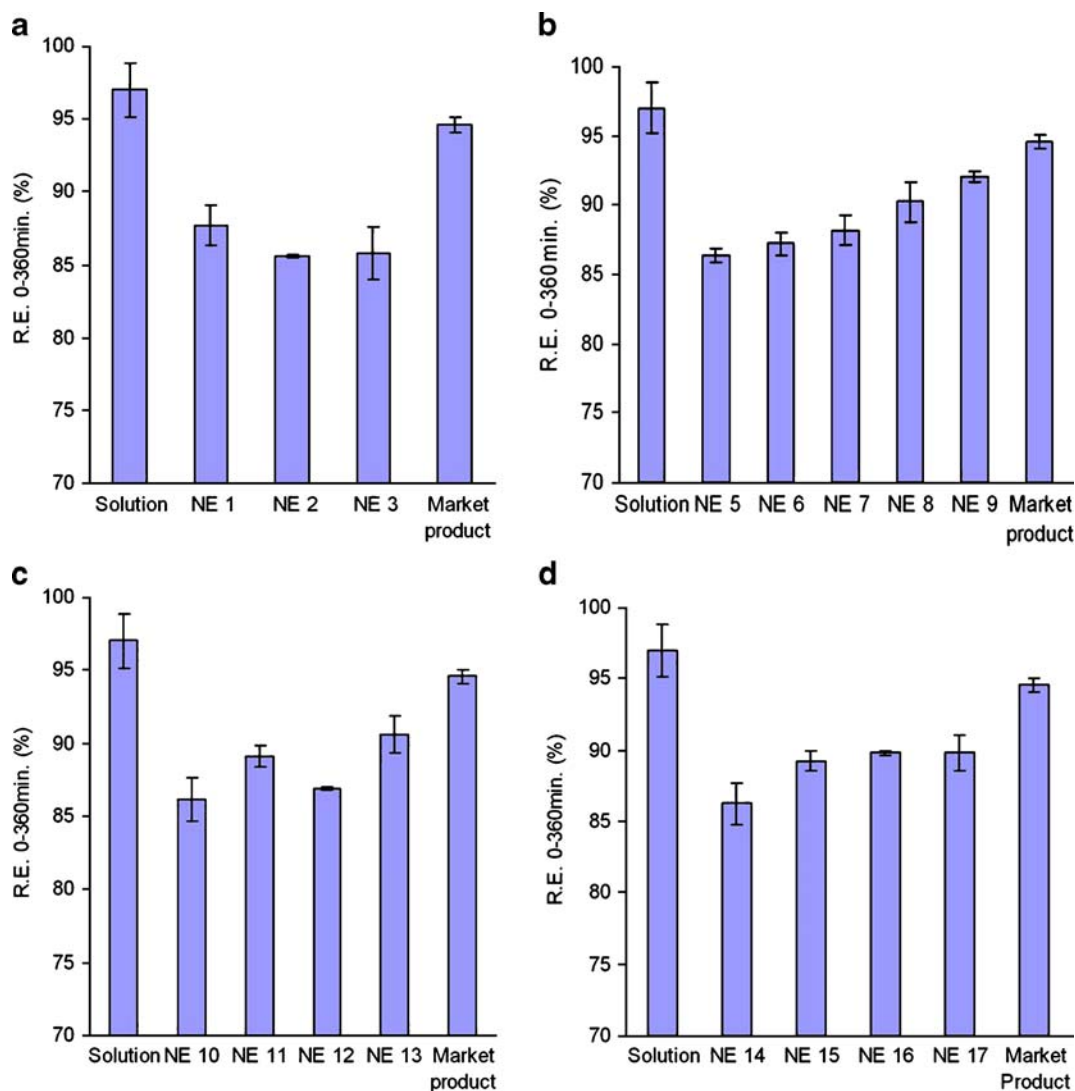 a
R.E. 0-360min. (%)
100
95
90
85
80
75
70
Solution NE 1 NE 2 NE 3 Market
product
b
R.E. 0-360min. (%)
100
95
90
85
80
75
70
Solution NE 5 NE 6 NE 7 NE 8 NE 9 Market
product
c
R.E. 0-360min. (%)
100
95
90
85
80
75
70
Solution NE 10 NE 11 NE 12 NE 13 Market
product
d
R.E. 0-360min. (%)
100
95
90
85
80
75
70
Solution NE 14 NE 15 NE 16 NE 17 Market
Product